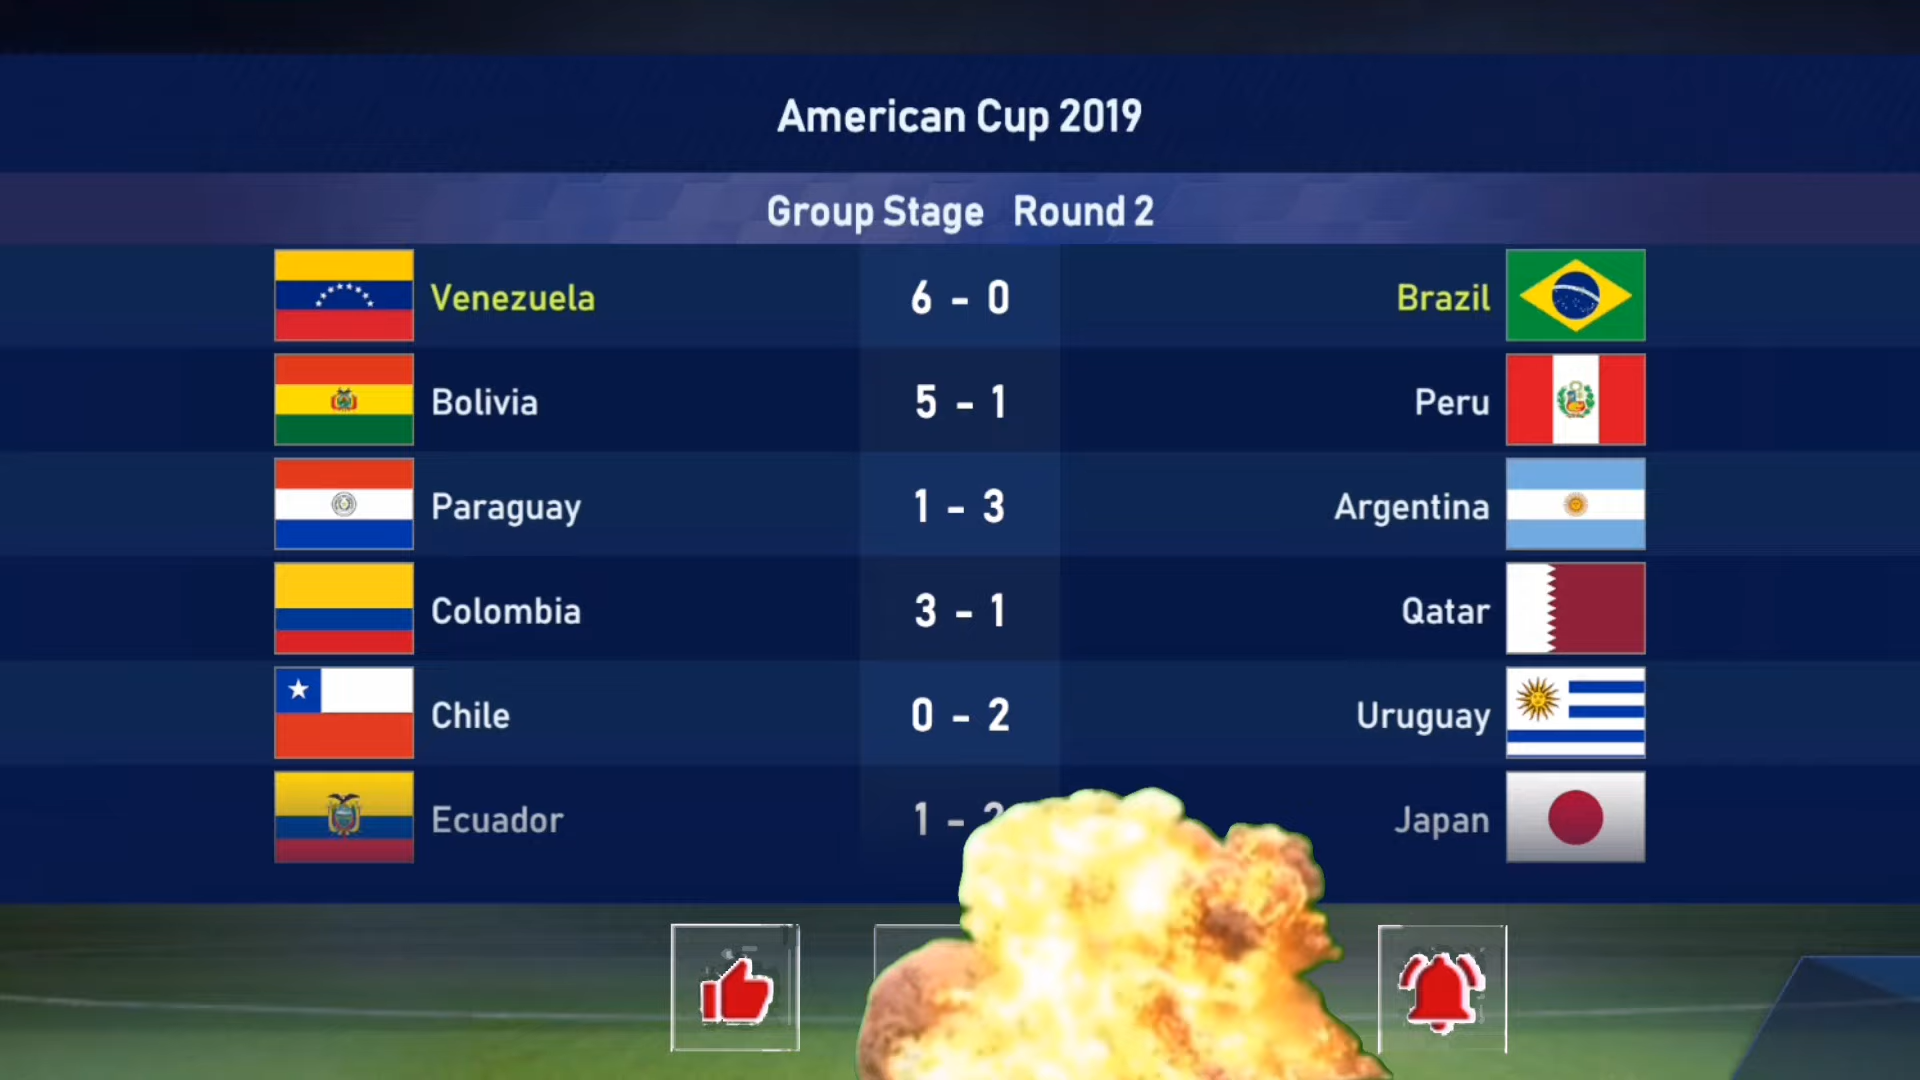 American Cup 2019
Group Stage Round 2
Venezuela 6 - 0 Brazil
Bolivia 5 - 1 Peru
Paraguay 1 - 3 Argentina
Colombia 3 - 1 Qatar
Chile 0 - 2 Uruguay
Ecuador 1 - Japan